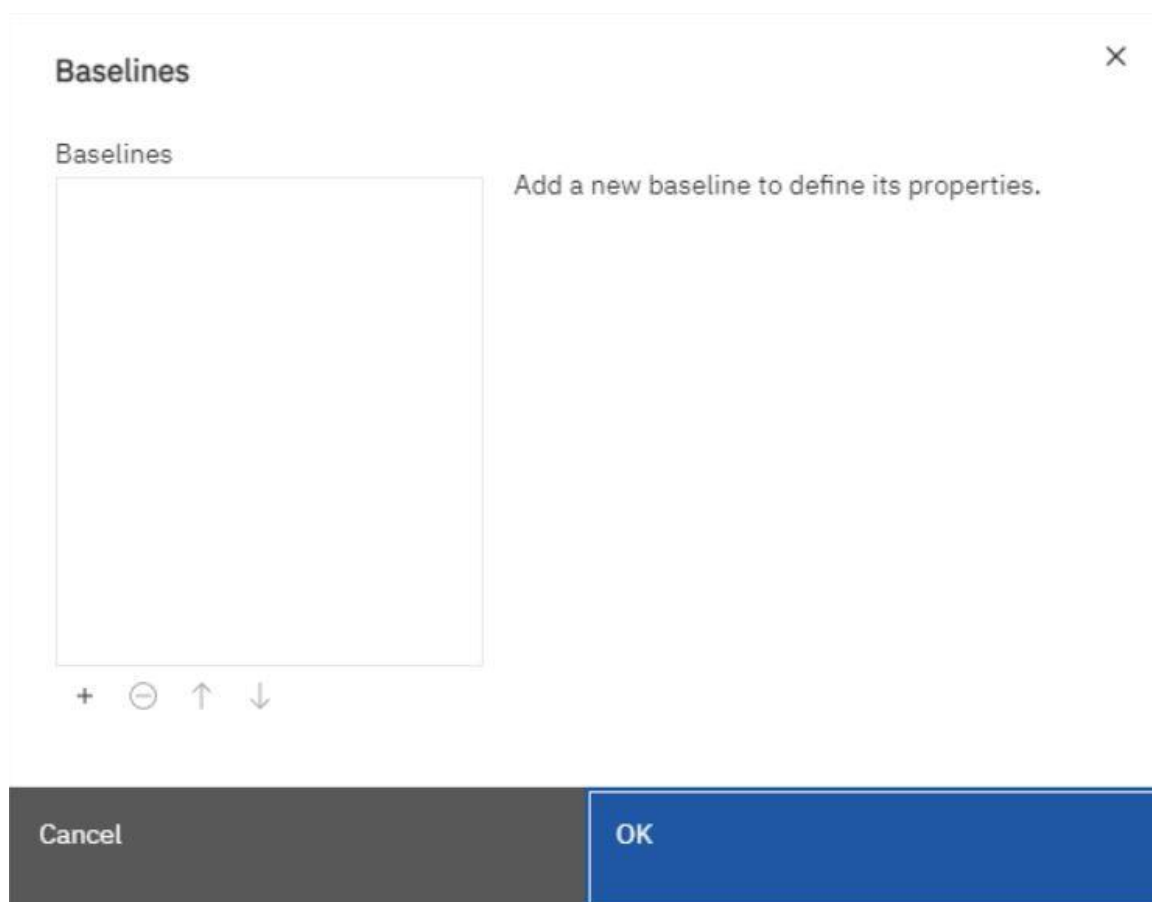 Baselines
Baselines
Add a new baseline to define its properties.
Cancel
OK